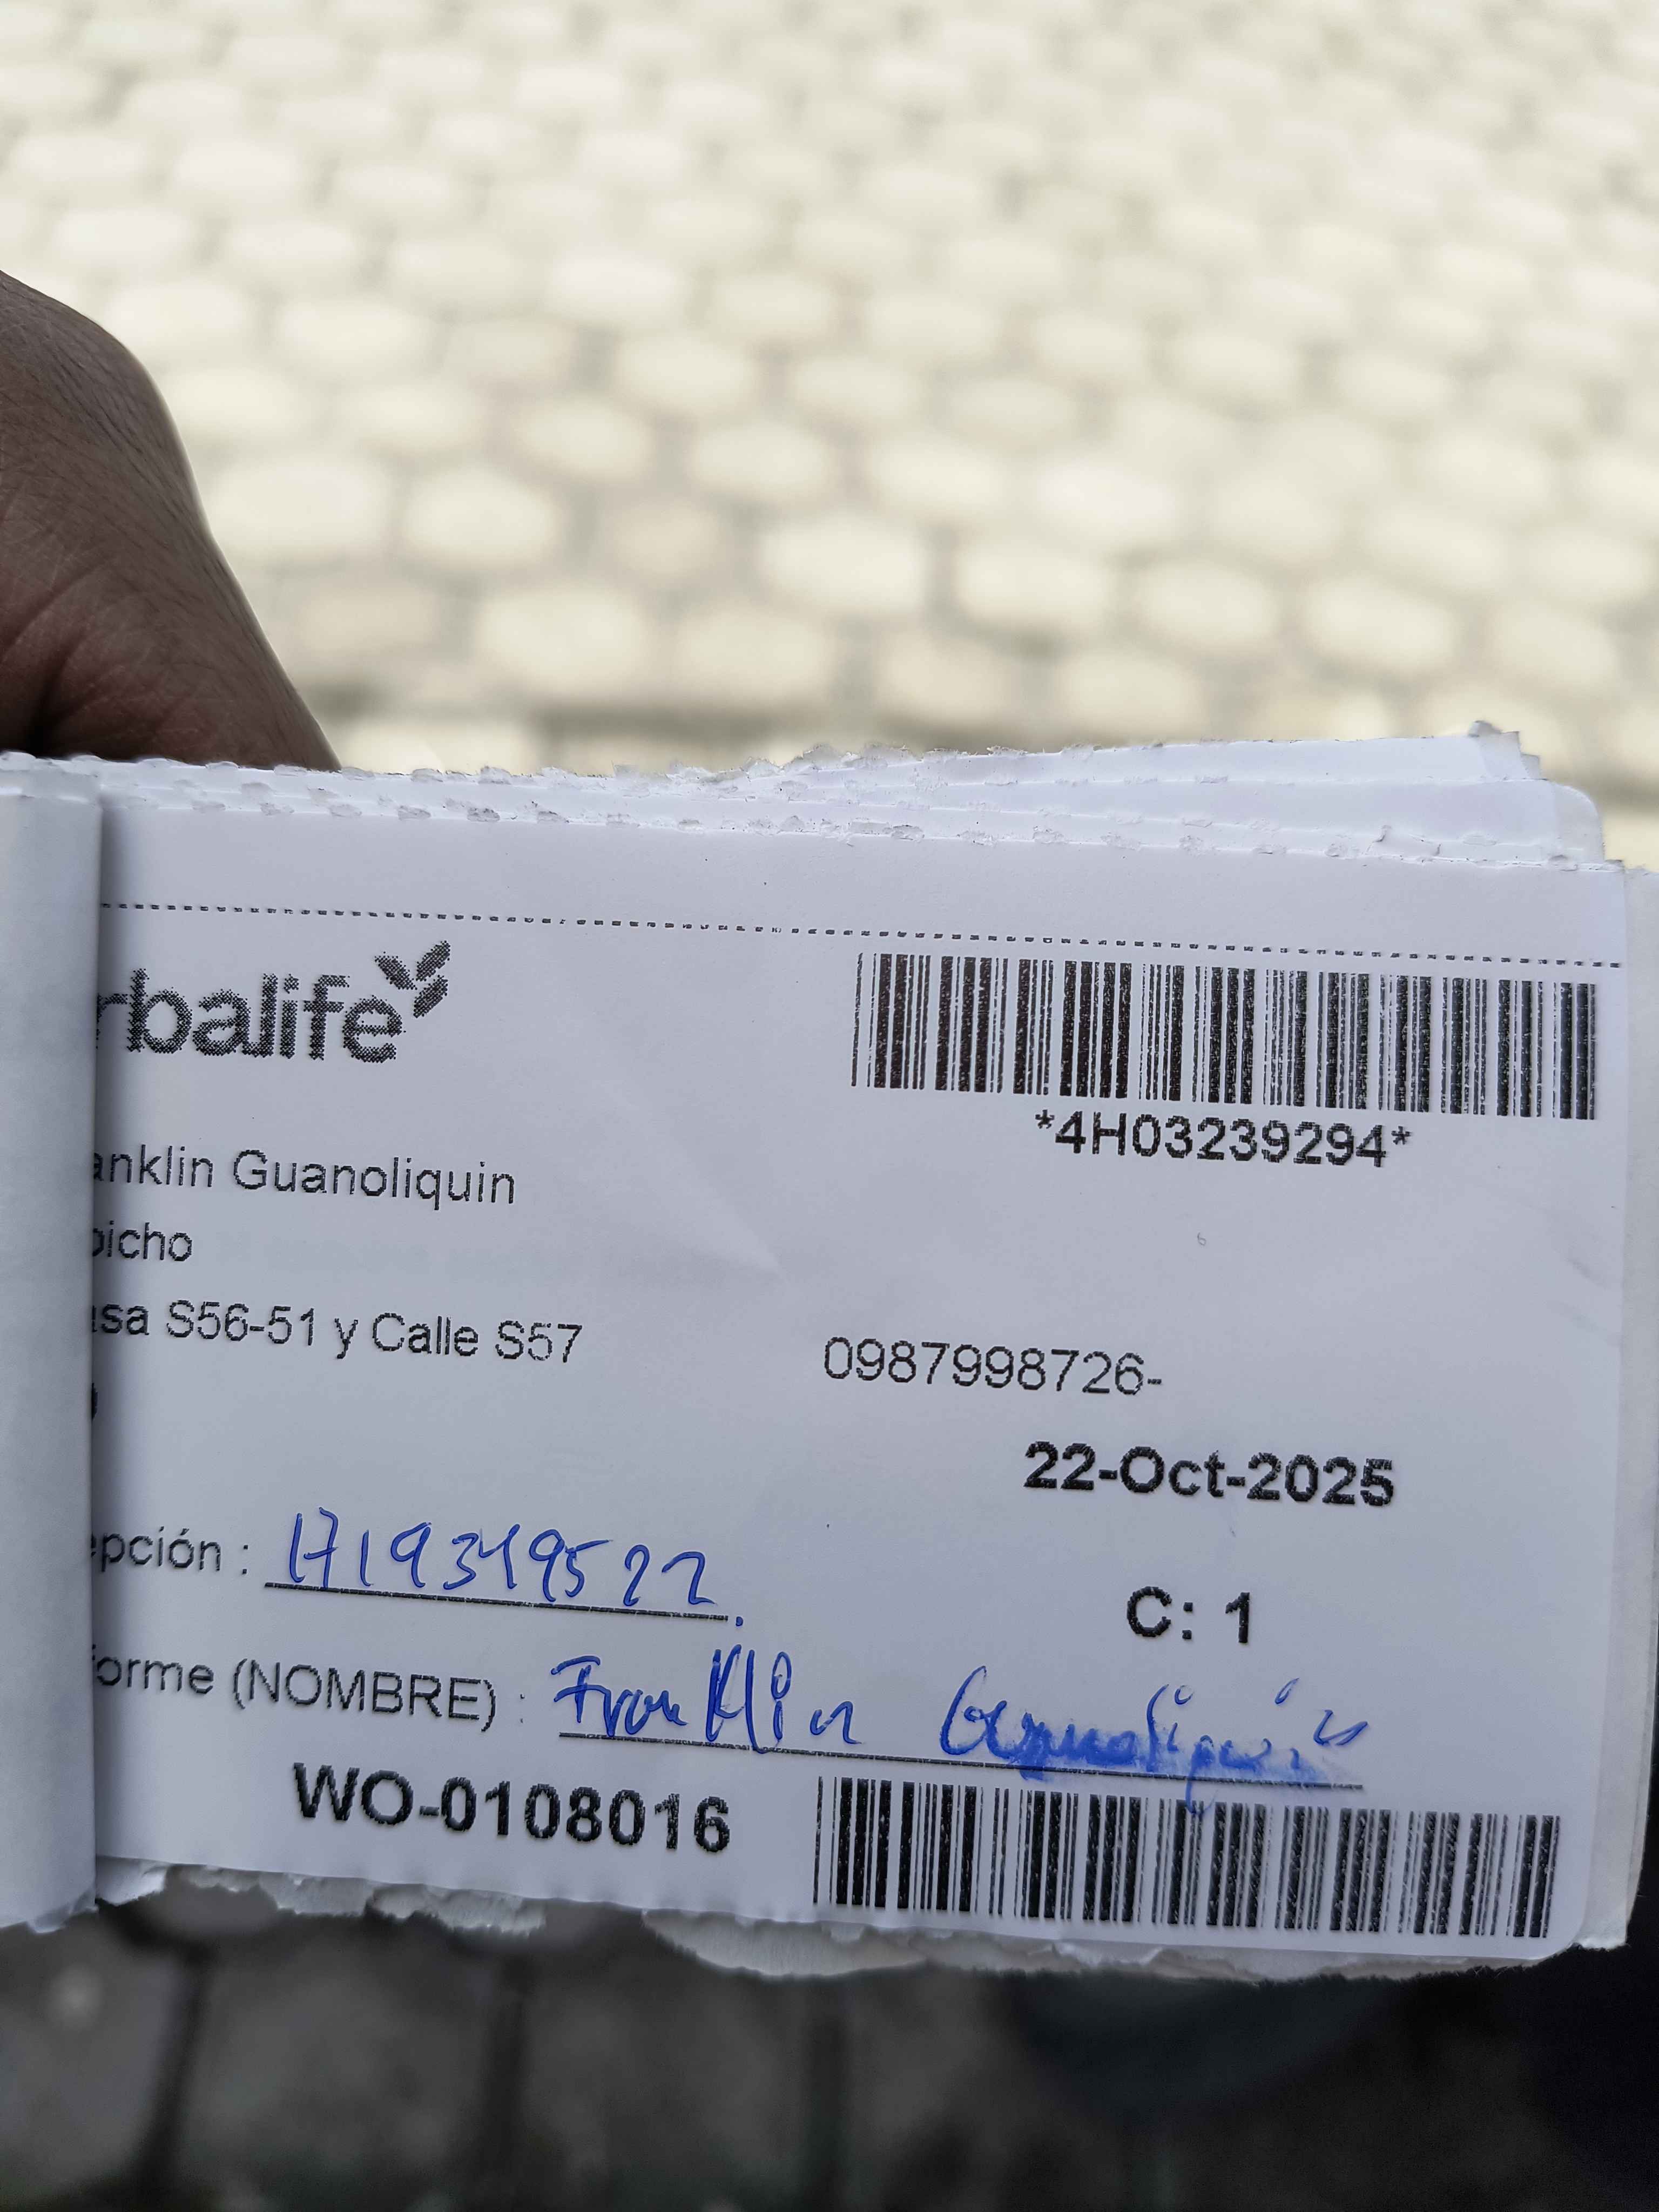 rbalife
*4H03239294*
anklin Guanoliquin
picho
asa S56-51 y Calle S57
0987998726-
22-Oct-2025
epción : 1719349522.
C: 1
forme (NOMBRE) : Franklin Guanoliquin
WO-0108016